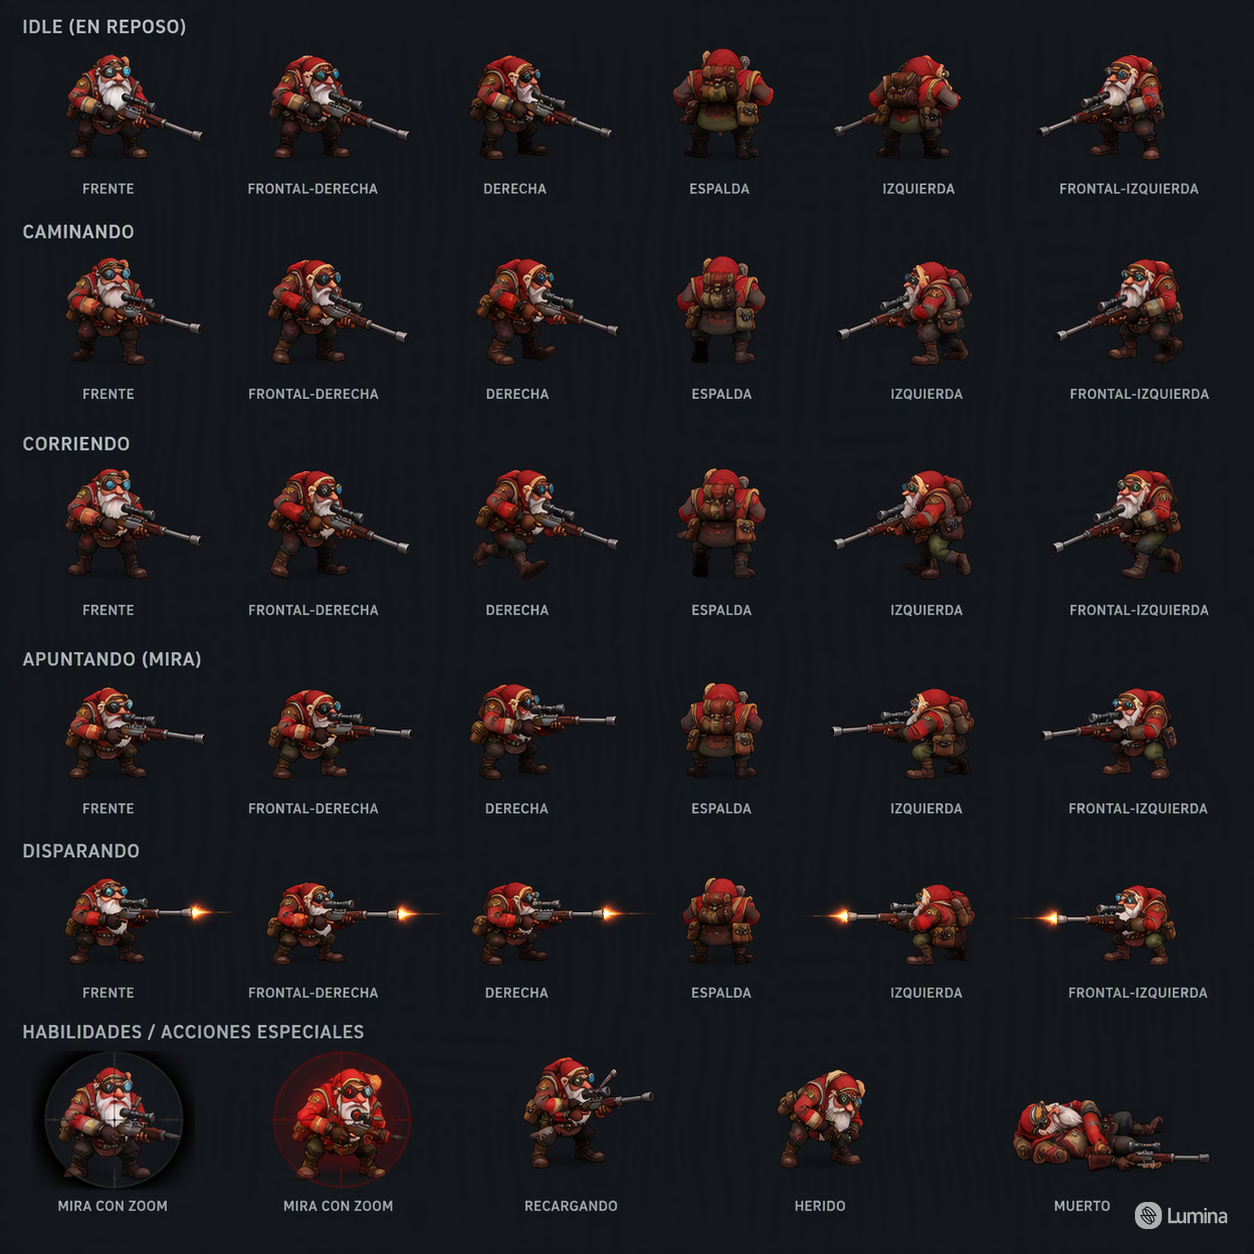 IDLE (EN REPOSO)
FRENTE FRONTAL-DERECHA DERECHA ESPALDA IZQUIERDA FRONTAL-IZQUIERDA
CAMINANDO
FRENTE FRONTAL-DERECHA DERECHA ESPALDA IZQUIERDA FRONTAL-IZQUIERDA
CORRIENDO
FRENTE FRONTAL-DERECHA DERECHA ESPALDA IZQUIERDA FRONTAL-IZQUIERDA
APUNTANDO (MIRA)
FRENTE FRONTAL-DERECHA DERECHA ESPALDA IZQUIERDA FRONTAL-IZQUIERDA
DISPARANDO
FRENTE FRONTAL-DERECHA DERECHA ESPALDA IZQUIERDA FRONTAL-IZQUIERDA
HABILIDADES / ACCIONES ESPECIALES
MIRA CON ZOOM MIRA CON ZOOM RECARGANDO HERIDO MUERTO
Lumina